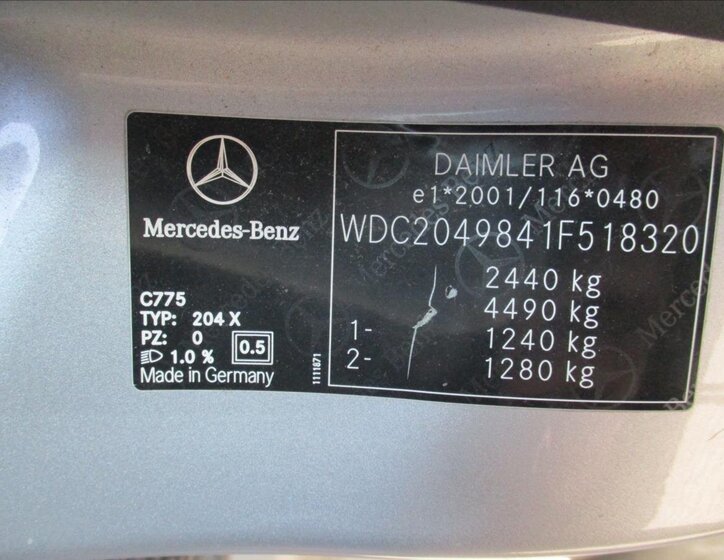 Mercedes-Benz
C775
TYP: 204 X
PZ: 0
1.0 % 0.5
Made in Germany
1111671
DAIMLER AG
e1*2001/116*0480
WDC2049841F518320
2440 kg
4490 kg
1- 1240 kg
2- 1280 kg